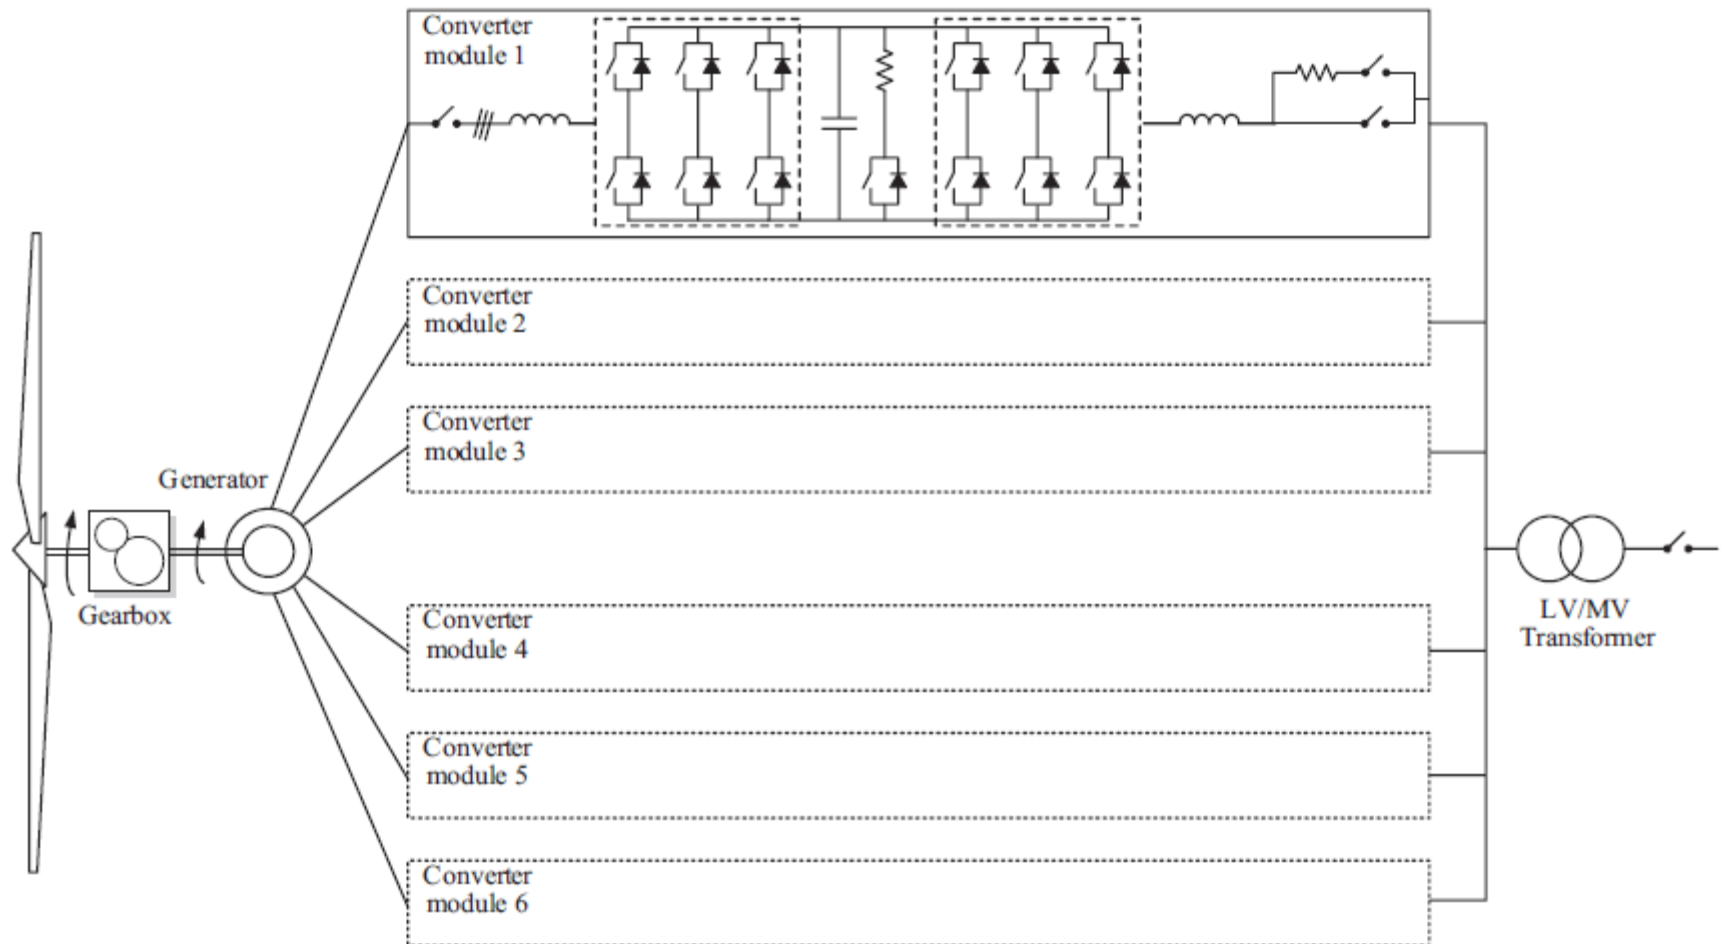 Converter
module 1
Converter
module 2
Converter
module 3
Generator
Gearbox
LV/MV
Transformer
Converter
module 4
Converter
module 5
Converter
module 6